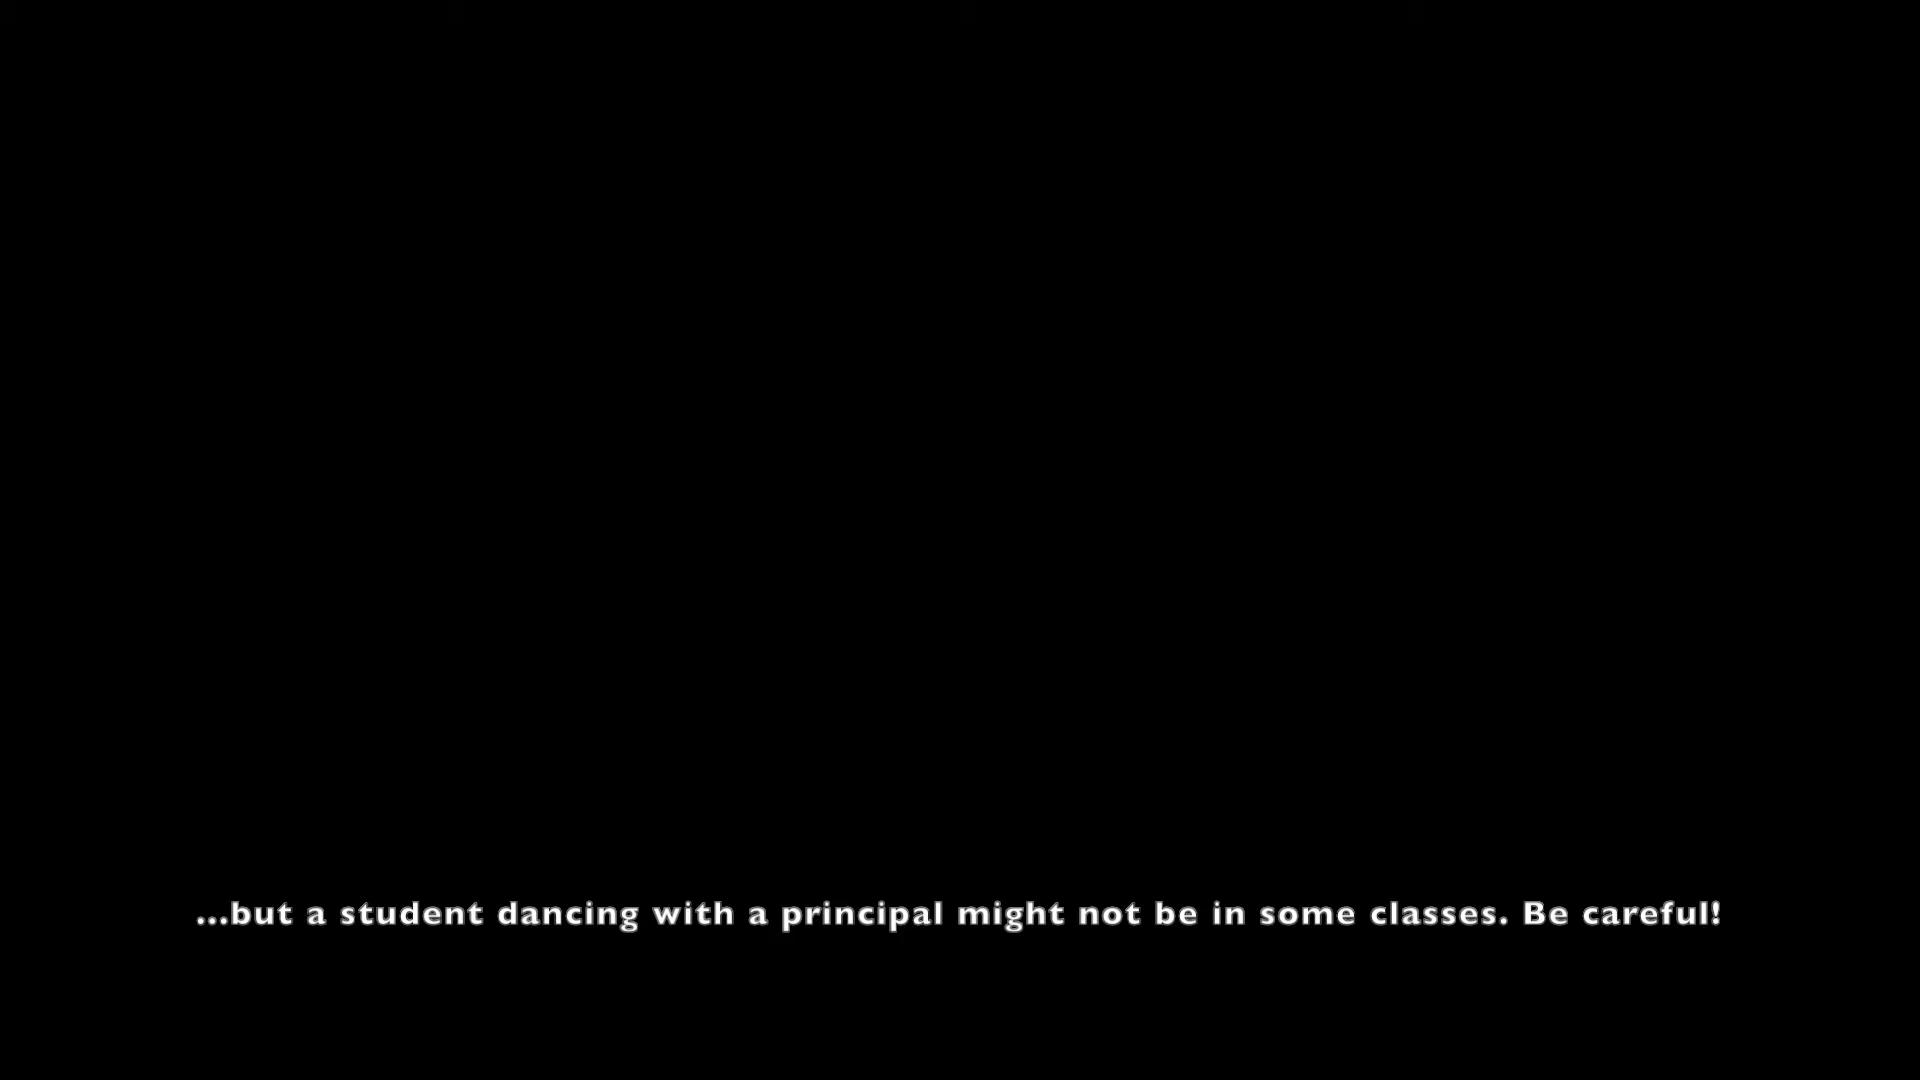 ...but a student dancing with a principal might not be in some classes. Be careful!